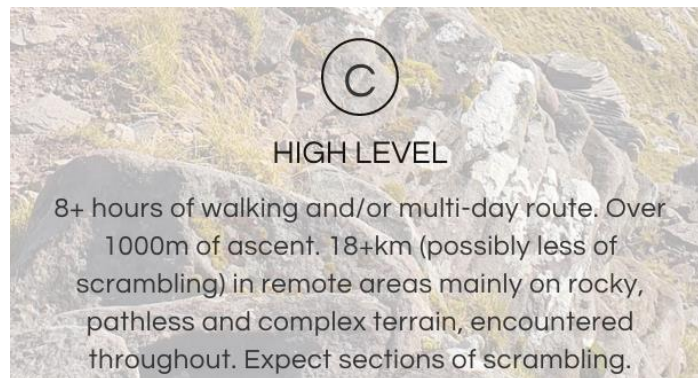 C
HIGH LEVEL
8+ hours of walking and/or multi-day route. Over
1000m of ascent. 18+km (possibly less of
scrambling) in remote areas mainly on rocky,
pathless and complex terrain, encountered
throughout. Expect sections of scrambling.